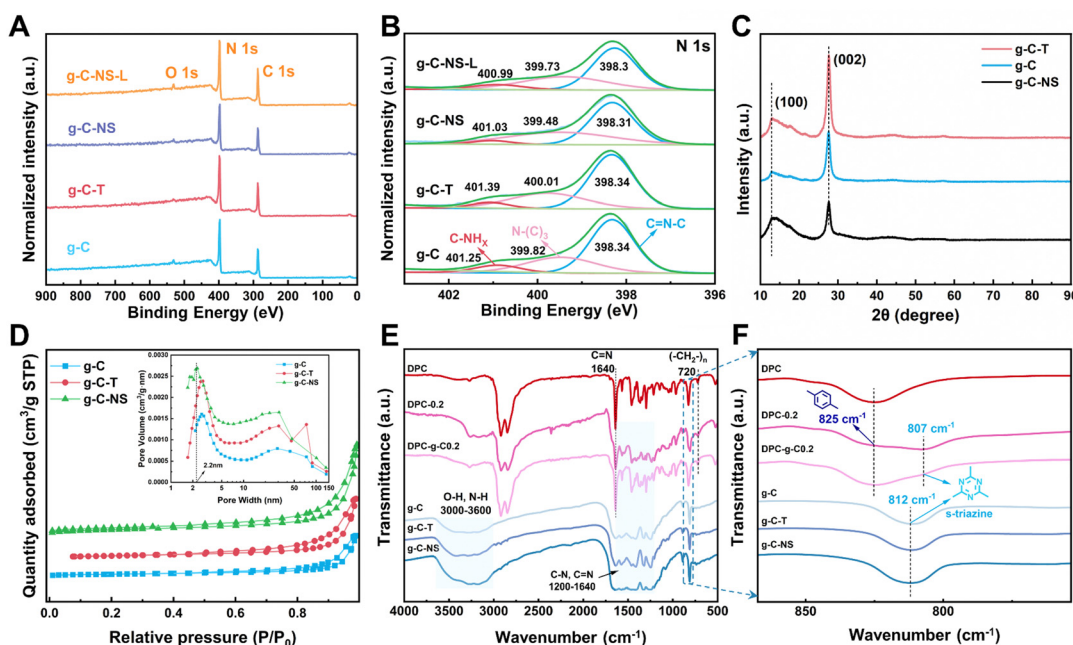 A
g-C-NS-L
O 1s
N 1s
C 1s
g-C-NS
g-C-T
g-C
Normalized intensity (a.u.)
900 800 700 600 500 400 300 200 100 0
Binding Energy (eV)
B
N 1s
g-C-NS-L
400.99
399.73
398.3
g-C-NS
401.03
399.48
398.31
g-C-T
401.39
400.01
398.34
C-NHX
N-(C)3
C=N-C
g-C
401.25
399.82
398.34
Normalized intensity (a.u.)
402 400 398 396
Binding Energy (eV)
C
g-C-T
g-C
g-C-NS
(002)
(100)
Intensity (a.u.)
10 20 30 40 50 60 70 80 90
2θ (degree)
D
g-C
g-C-T
g-C-NS
Quantity adsorbed (cm³/g STP)
0.0030
0.0025
0.0020
0.0015
0.0010
0.0005
0.0000
Pore Volume (cm³/g·nm)
g-C
g-C-T
g-C-NS
2.2nm
1 2 4 6 8 10 50 100 150
Pore Width (nm)
0.0 0.2 0.4 0.6 0.8
Relative pressure (P/P0)
E
C=N
1640
(-CH2-)n
720
DPC
DPC-0.2
DPC-g-C0.2
O-H, N-H
3000-3600
g-C
g-C-T
g-C-NS
C-N, C=N
1200-1640
Transmittance (a.u.)
4000 3500 3000 2500 2000 1500 1000 500
Wavenumber (cm⁻¹)
F
DPC
825 cm⁻¹
DPC-0.2
807 cm⁻¹
DPC-g-C0.2
N
N
N
812 cm⁻¹
s-triazine
g-C
g-C-T
g-C-NS
Transmittance (a.u.)
850 800
Wavenumber (cm⁻¹)